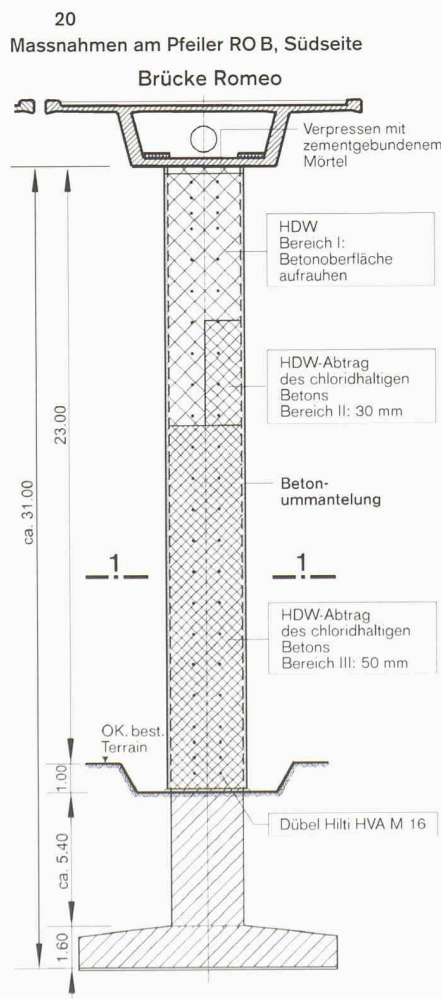 20
Massnahmen am Pfeiler RO B, Südseite
Brücke Romeo
Verpressen mit
zementgebundenem
Mörtel
HDW
Bereich I:
Betonoberfläche
aufrauhen
HDW-Abtrag
des chloridhaltigen
Betons
Bereich II: 30 mm
23.00
ca. 31.00
Beton-
ummantelung
1
1
HDW-Abtrag
des chloridhaltigen
Betons
Bereich III: 50 mm
OK. best.
Terrain
1.00
Dübel Hilti HVA M 16
ca. 5.40
1.60